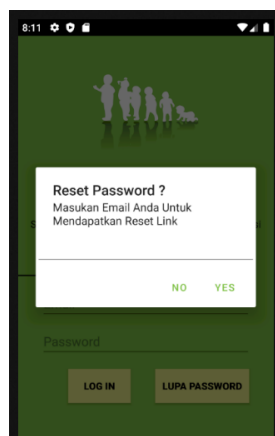 8:11
Reset Password ?
Masukan Email Anda Untuk
Mendapatkan Reset Link
NO YES
Password
LOG IN LUPA PASSWORD